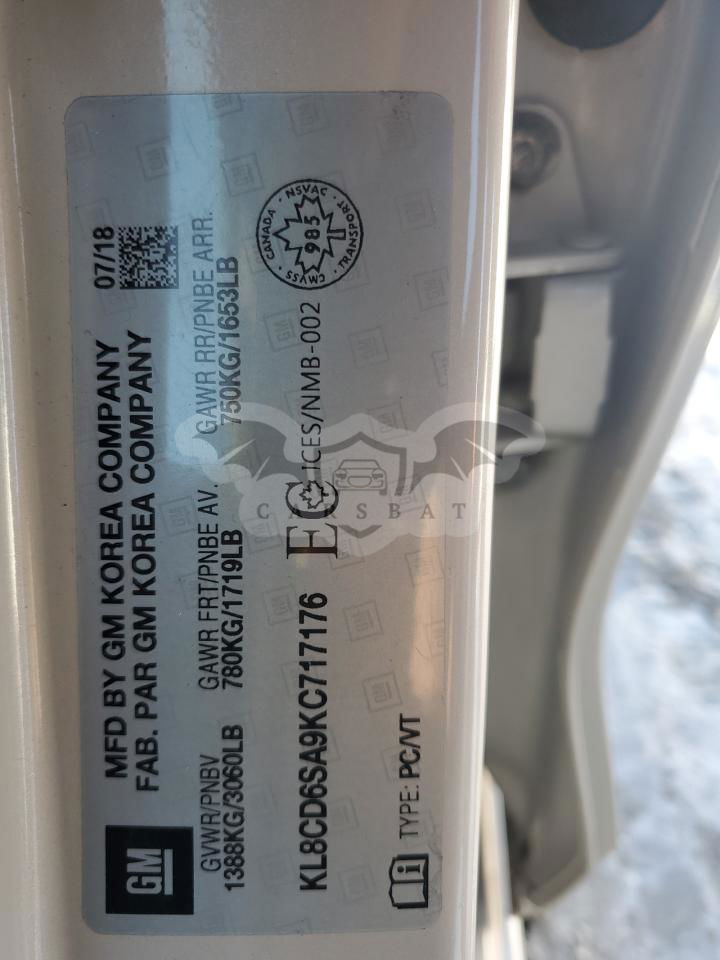 MFD BY GM KOREA COMPANY 07/18
FAB. PAR GM KOREA COMPANY
GM
GVWR/PNBV GAWR FRT/PNBE AV. GAWR RR/PNBE ARR.
1388KG/3060LB 780KG/1719LB 750KG/1653LB
KL8CD6SA9KC717176 EC ICES/NMB-002
CANADA · NSVAC · TRANSPORT · CMVSS
985
TYPE: PC/VT
CARSBAT